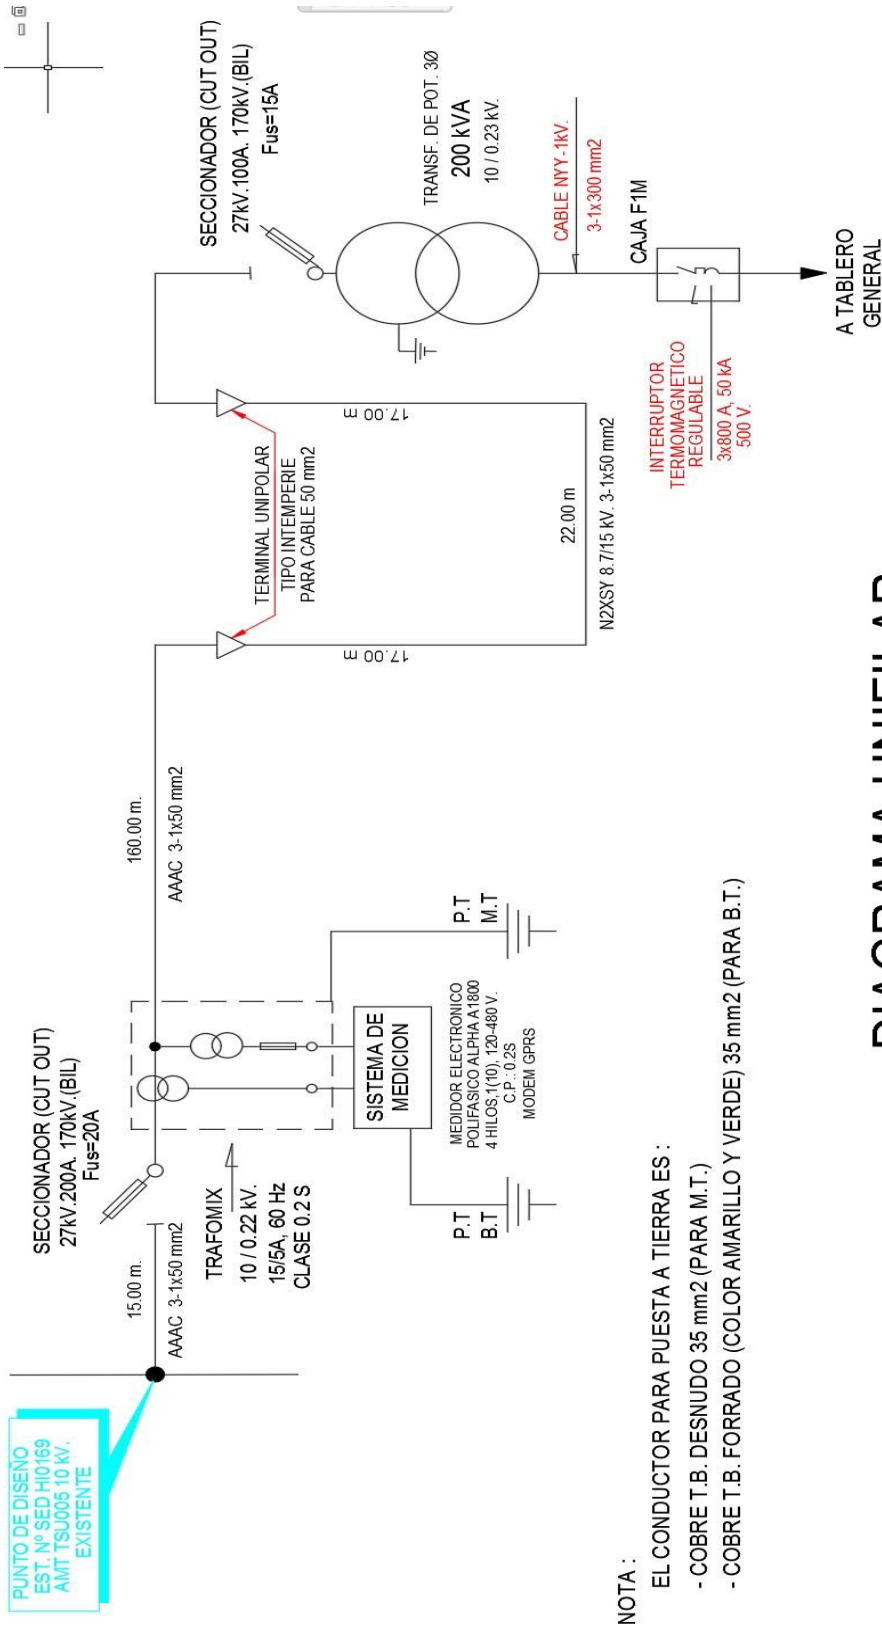 PUNTO DE DISEÑO
EST. Nº SED HI0169
AMT TSU005 10 kV.
EXISTENTE
15.00 m.
AAAC 3-1x50 mm2
SECCIONADOR (CUT OUT)
27kV.200A. 170kV.(BIL)
Fus=20A
TRAFOMIX
10 / 0.22 kV.
15/5A, 60 Hz
CLASE 0.2 S
SISTEMA DE
MEDICION
P.T
B.T
P.T
M.T
MEDIDOR ELECTRONICO
POLIFASICO ALPHA A1800
4 HILOS,1(10), 120-480 V.
C.P.: 0.2S
MODEM GPRS
160.00 m.
AAAC 3-1x50 mm2
TERMINAL UNIPOLAR
TIPO INTEMPERIE
PARA CABLE 50 mm2
17.00 m
17.00 m
22.00 m
N2XSY 8.7/15 kV. 3-1x50 mm2
SECCIONADOR (CUT OUT)
27kV.100A. 170kV.(BIL)
Fus=15A
TRANSF. DE POT. 3Ø
200 kVA
10 / 0.23 kV.
CABLE NYY-1kV.
3-1x300 mm2
CAJA F1M
INTERRUPTOR
TERMOMAGNETICO
REGULABLE
3x800 A, 50 kA
500 V.
A TABLERO
GENERAL
NOTA :
EL CONDUCTOR PARA PUESTA A TIERRA ES :
- COBRE T.B. DESNUDO 35 mm2 (PARA M.T.)
- COBRE T.B. FORRADO (COLOR AMARILLO Y VERDE) 35 mm2 (PARA B.T.)
DIAGRAMA UNIFILAR